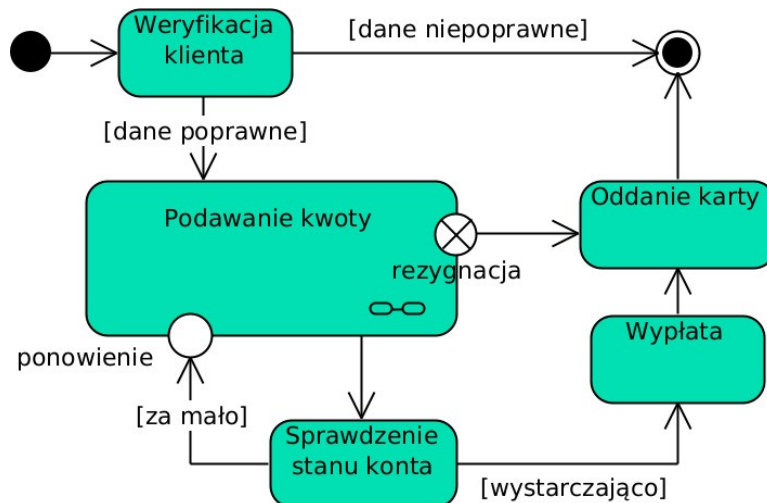 Weryfikacja
klienta
[dane niepoprawne]
[dane poprawne]
Podawanie kwoty
Oddanie karty
rezygnacja
ponowienie
Wypłata
[za mało]
Sprawdzenie
stanu konta
[wystarczająco]